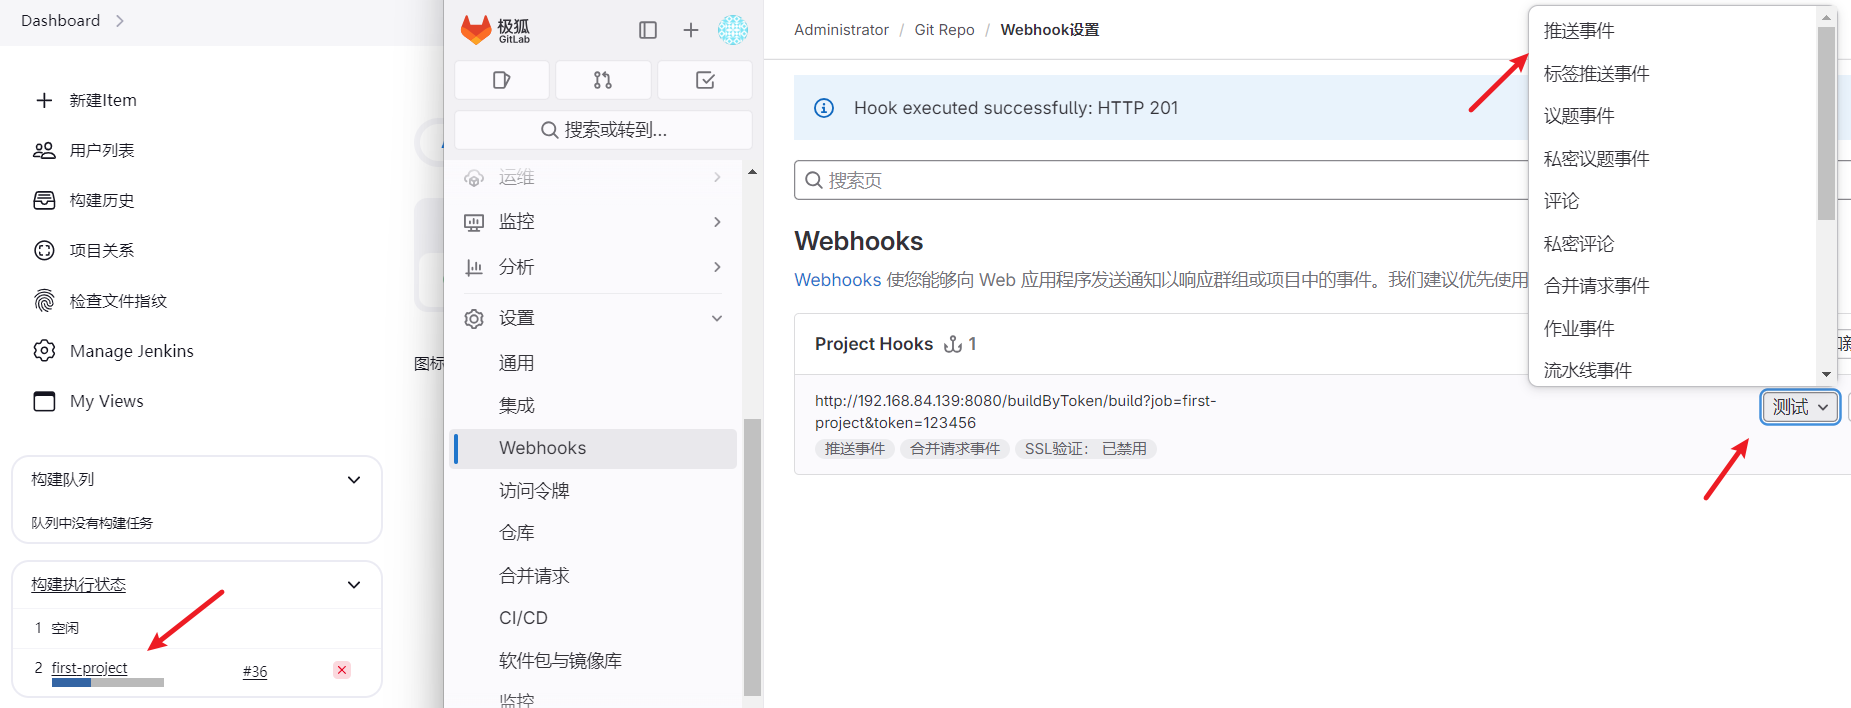 Dashboard
新建Item
用户列表
构建历史
项目关系
检查文件指纹
Manage Jenkins
My Views
构建队列
队列中没有构建任务
构建执行状态
1 空闲
2 first-project #36
图标
极狐
GitLab
搜索或转到...
运维
监控
分析
设置
通用
集成
Webhooks
访问令牌
仓库
合并请求
CI/CD
软件包与镜像库
监控
Administrator / Git Repo / Webhook设置
Hook executed successfully: HTTP 201
搜索页
Webhooks
Webhooks 使您能够向 Web 应用程序发送通知以响应群组或项目中的事件。我们建议优先使用
Project Hooks 1
http://192.168.84.139:8080/buildByToken/build?job=first-
project&token=123456
推送事件 合并请求事件 SSL验证： 已禁用
测试
推送事件
标签推送事件
议题事件
私密议题事件
评论
私密评论
合并请求事件
作业事件
流水线事件